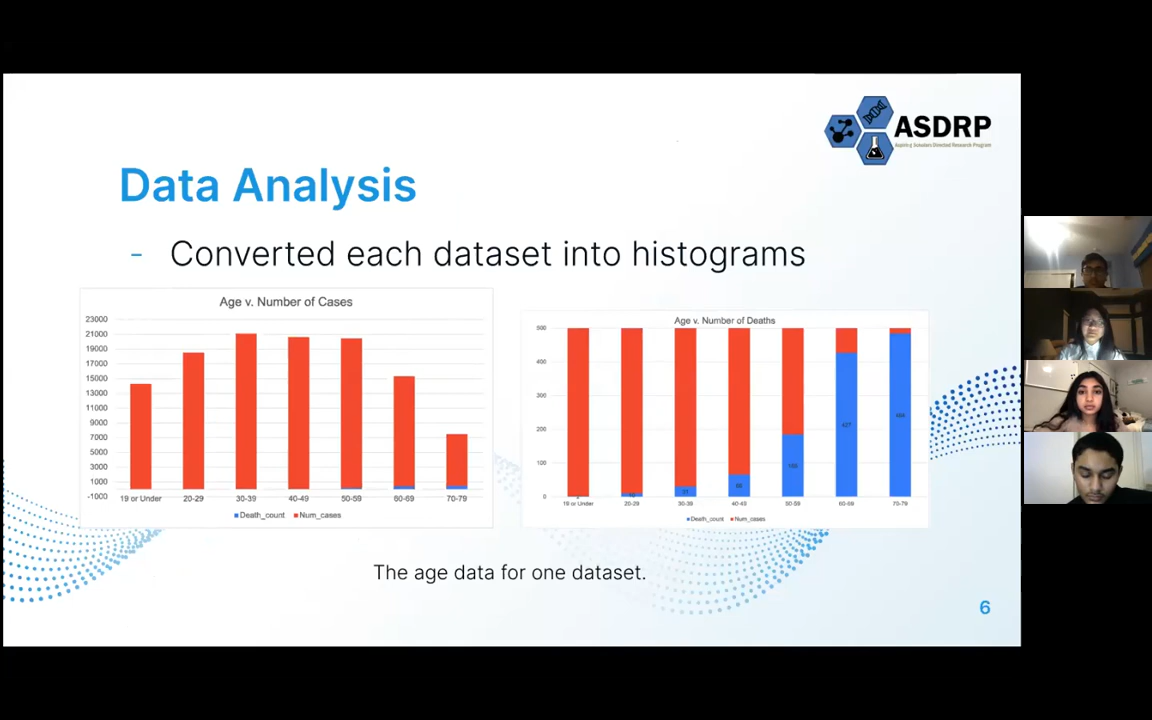 ASDRP
Aspiring Scholars Directed Research Program
Data Analysis
- Converted each dataset into histograms
Age v. Number of Cases
23000
21000
19000
17000
15000
13000
11000
9000
7000
5000
3000
1000
-1000
19 or Under 20-29 30-39 40-49 50-59 60-69 70-79
Death_count Num_cases
Age v. Number of Deaths
500
400
300
200
100
0
427
19 or Under 20-29 30-39 40-49 50-59 60-69 70-79
Death_count Num_cases
The age data for one dataset.
6